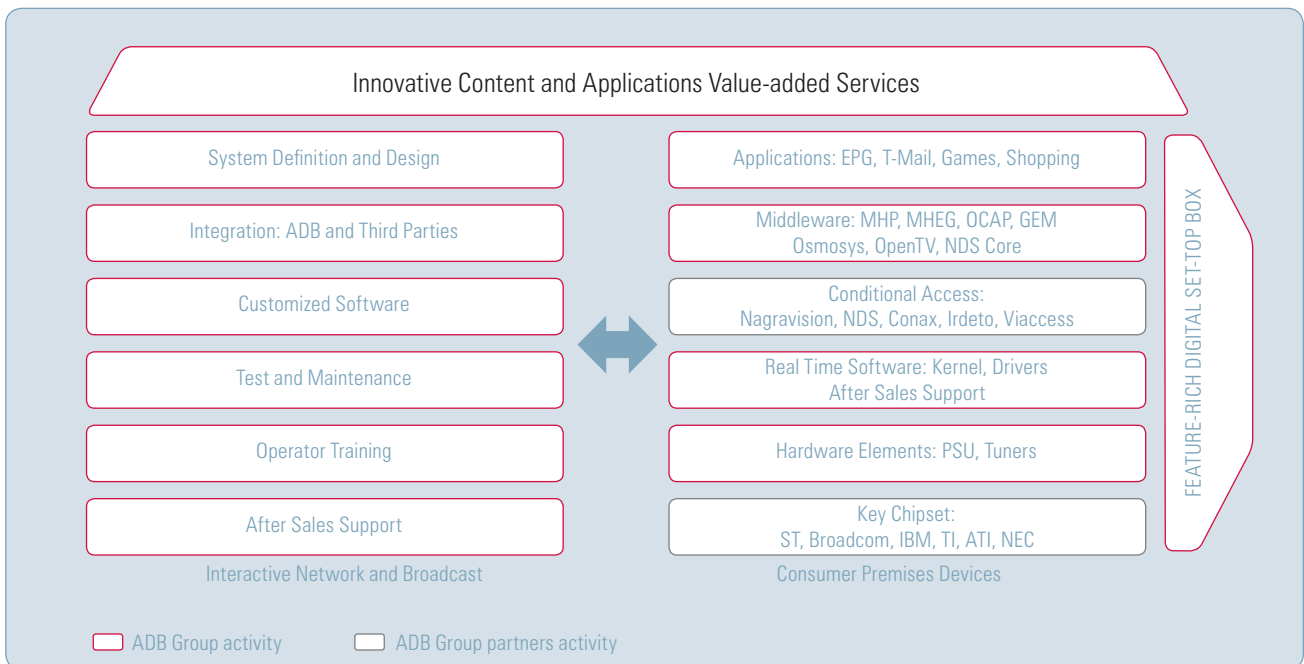 Innovative Content and Applications Value-added Services
System Definition and Design
Integration: ADB and Third Parties
Customized Software
Test and Maintenance
Operator Training
After Sales Support
Interactive Network and Broadcast
Applications: EPG, T-Mail, Games, Shopping
Middleware: MHP, MHEG, OCAP, GEM
Osmosys, OpenTV, NDS Core
Conditional Access:
Nagravision, NDS, Conax, Irdeto, Viaccess
Real Time Software: Kernel, Drivers
After Sales Support
Hardware Elements: PSU, Tuners
Key Chipset:
ST, Broadcom, IBM, TI, ATI, NEC
Consumer Premises Devices
FEATURE-RICH DIGITAL SET-TOP BOX
ADB Group activity
ADB Group partners activity